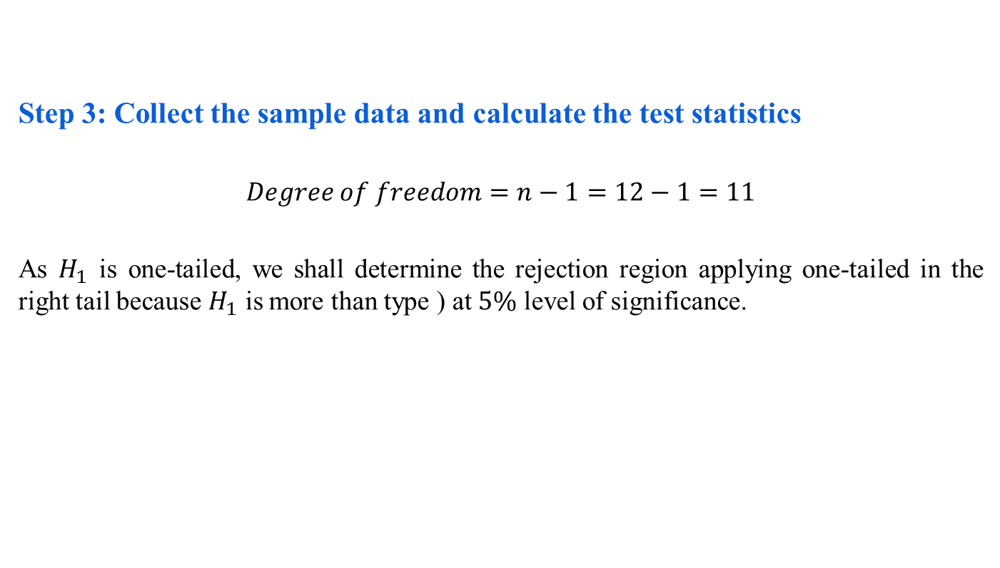 Step 3: Collect the sample data and calculate the test statistics
Degree of freedom = n − 1 = 12 − 1 = 11
As H₁ is one-tailed, we shall determine the rejection region applying one-tailed in the
right tail because H₁ is more than type ) at 5% level of significance.